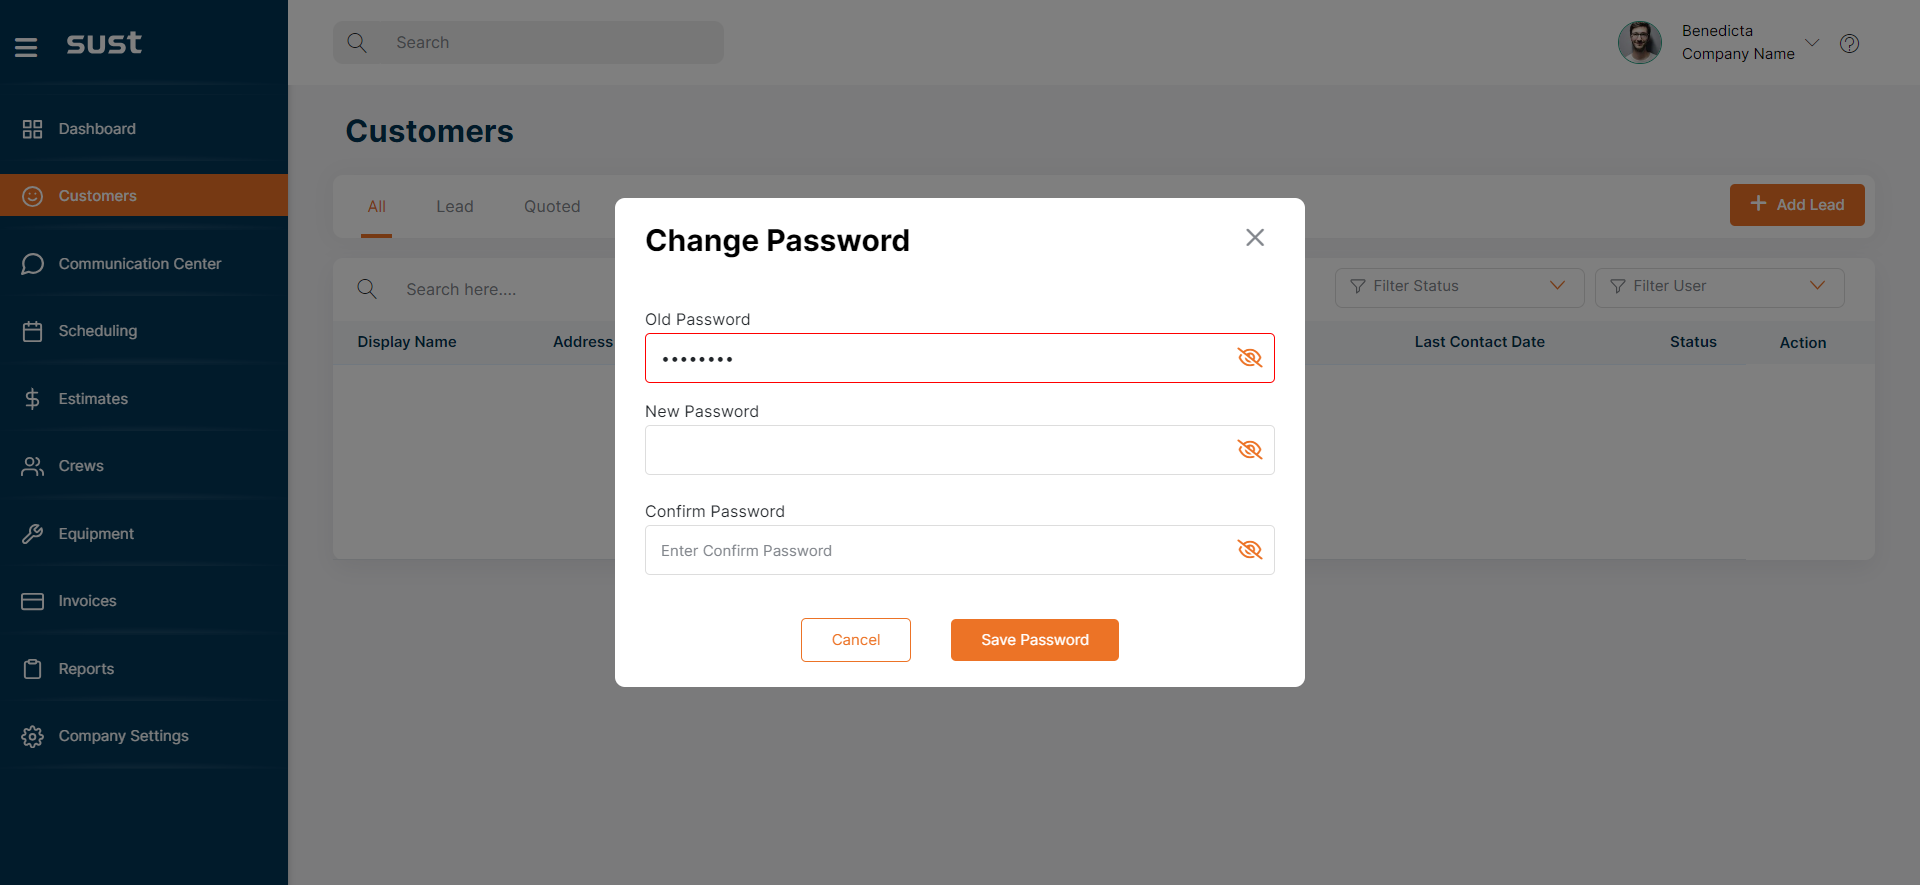 sust
Search
Benedicta
Company Name
Dashboard
Customers
Communication Center
Scheduling
Estimates
Crews
Equipment
Invoices
Reports
Company Settings
Customers
All
Lead
Quoted
Add Lead
Search here....
Filter Status
Filter User
Display Name
Address
Last Contact Date
Status
Action
Change Password
Old Password
••••••••
New Password
Confirm Password
Enter Confirm Password
Cancel
Save Password